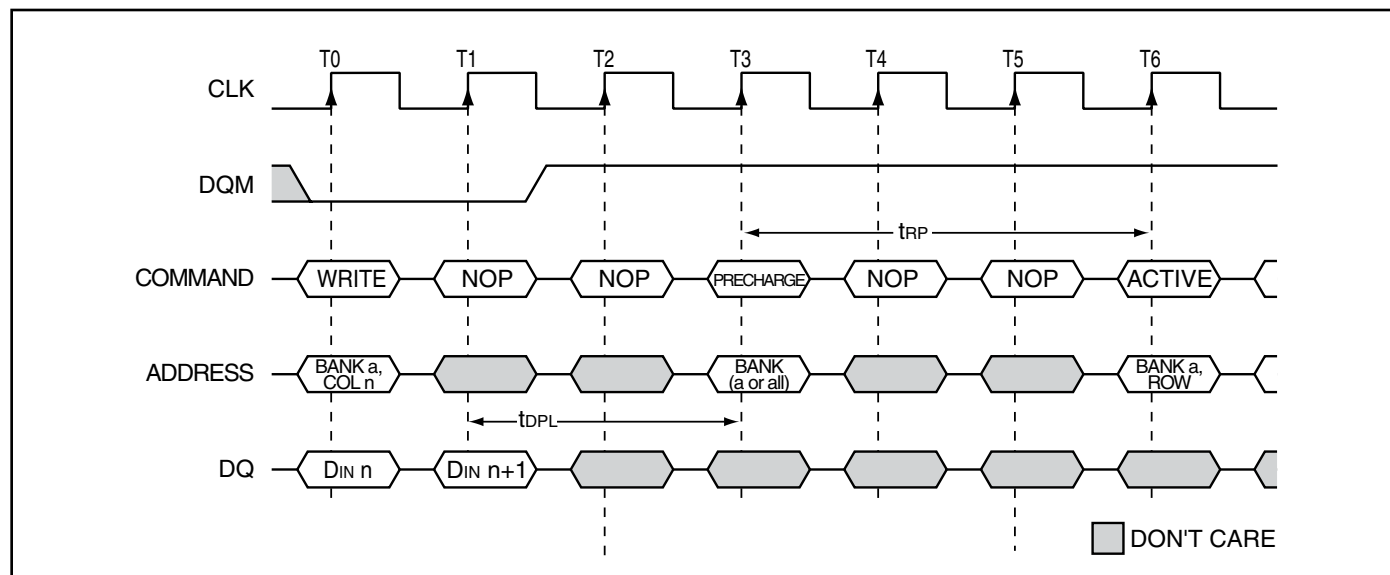 T0 T1 T2 T3 T4 T5 T6
CLK
DQM
tRP
COMMAND WRITE NOP NOP PRECHARGE NOP NOP ACTIVE
ADDRESS BANK a, COL n BANK (a or all) BANK a, ROW
tDPL
DQ DIN n DIN n+1
DON'T CARE